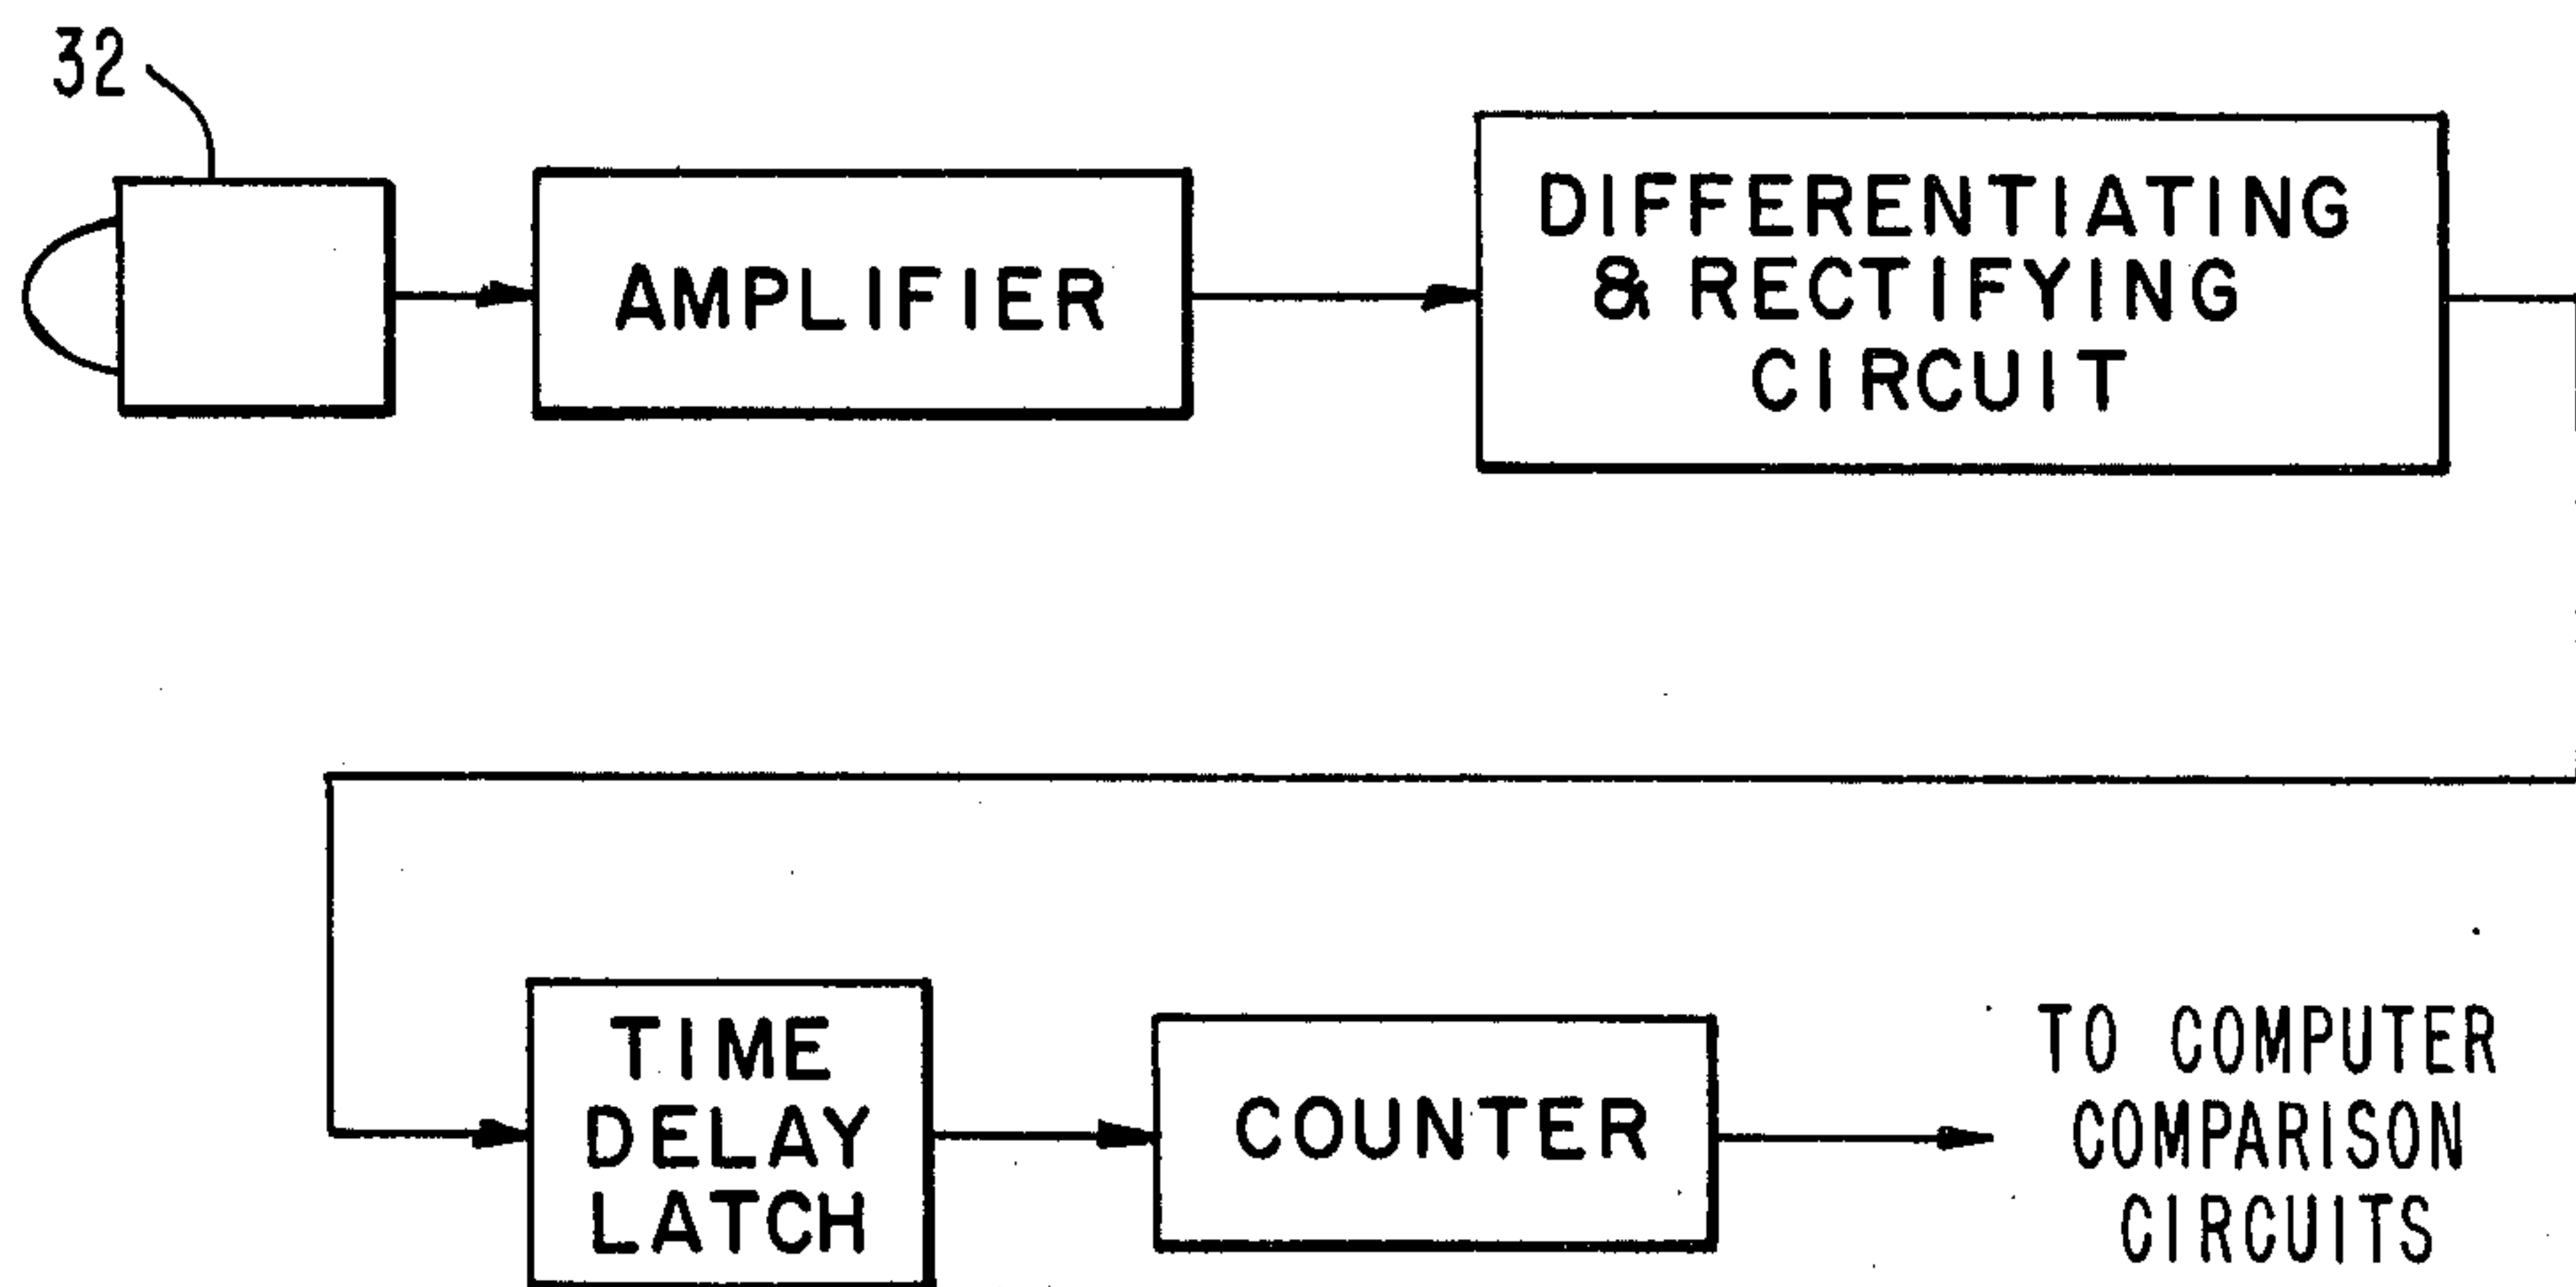 32
AMPLIFIER
DIFFERENTIATING
& RECTIFYING
CIRCUIT
TIME
DELAY
LATCH
COUNTER
TO COMPUTER
COMPARISON
CIRCUITS